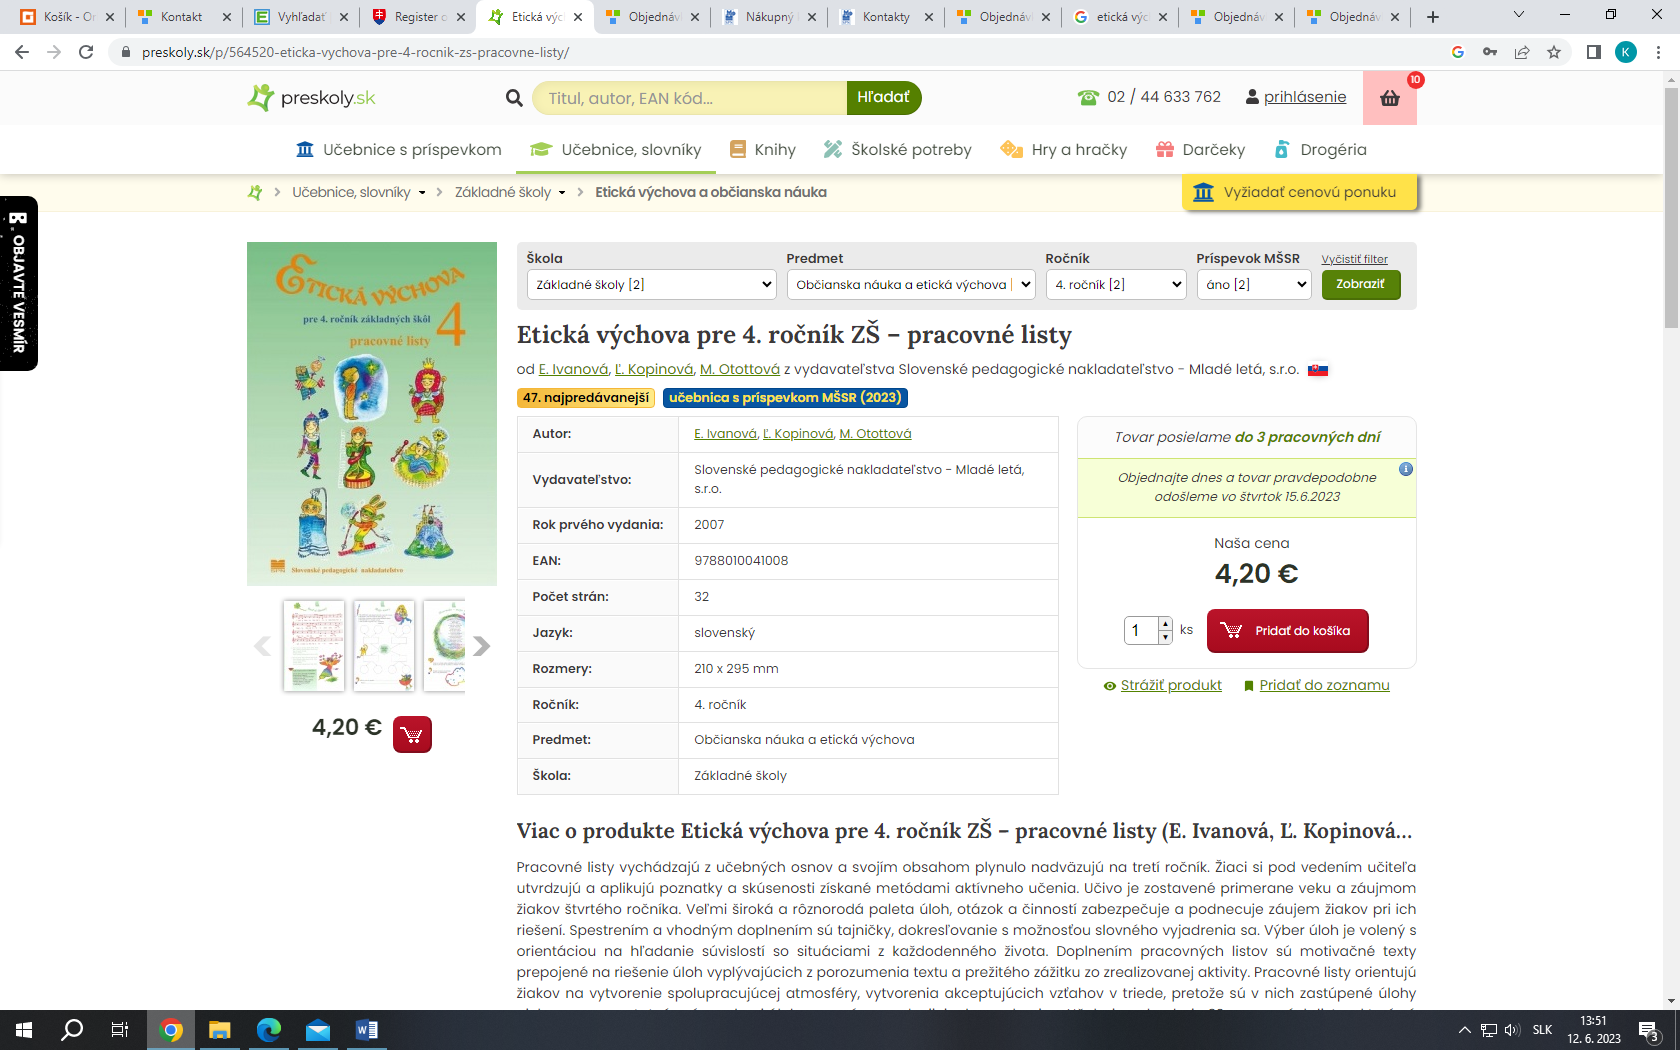 Košík - Or
Kontakt
Vyhľadať
Register o
Etická vých
Objednáv
Nákupný
Kontakty
Objednáv
etická vých
Objednáv
Objednáv
preskoly.sk/p/564520-eticka-vychova-pre-4-rocnik-zs-pracovne-listy/
K
preskoly.sk
Titul, autor, EAN kód...
Hľadať
02 / 44 633 762
prihlásenie
10
Učebnice s príspevkom
Učebnice, slovníky
Knihy
Školské potreby
Hry a hračky
Darčeky
Drogéria
Učebnice, slovníky
Základné školy
Etická výchova a občianska náuka
Vyžiadať cenovú ponuku
B. OBJAVTE VESMÍR
ETICKÁ VÝCHOVA
pre 4. ročník základných škôl
4
pracovné listy
Slovenské pedagogické nakladateľstvo
4,20 €
Škola
Predmet
Ročník
Príspevok MŠSR
Vyčistiť filter
Základné školy [2]
Občianska náuka a etická výchova
4. ročník [2]
áno [2]
Zobraziť
Etická výchova pre 4. ročník ZŠ – pracovné listy
od E. Ivanová, Ľ. Kopinová, M. Ototтová z vydavateľstva Slovenské pedagogické nakladateľstvo - Mladé letá, s.r.o.
47. najpredávanejší
učebnica s príspevkom MŠSR (2023)
Autor: E. Ivanová, Ľ. Kopinová, M. Otottová
Vydavateľstvo: Slovenské pedagogické nakladateľstvo - Mladé letá,
s.r.o.
Rok prvého vydania: 2007
EAN: 9788010041008
Počet strán: 32
Jazyk: slovenský
Rozmery: 210 x 295 mm
Ročník: 4. ročník
Predmet: Občianska náuka a etická výchova
Škola: Základné školy
Tovar posielame do 3 pracovných dní
Objednajte dnes a tovar pravdepodobne
odošleme vo štvrtok 15.6.2023
Naša cena
4,20 €
1 ks
Pridať do košíka
Strážiť produkt
Pridať do zoznamu
Viac o produkte Etická výchova pre 4. ročník ZŠ – pracovné listy (E. Ivanová, Ľ. Kopinová...
Pracovné listy vychádzajú z učebných osnov a svojím obsahom plynulo nadväzujú na tretí ročník. Žiaci si pod vedením učiteľa
utvrdzujú a aplikujú poznatky a skúsenosti získané metódami aktívneho učenia. Učivo je zostavené primerane veku a záujmom
žiakov štvrtého ročníka. Veľmi široká a rôznorodá paleta úloh, otázok a činností zabezpečuje a podnecuje záujem žiakov pri ich
riešení. Spestrením a vhodným doplnením sú tajničky, dokresľovanie s možnosťou slovného vyjadrenia sa. Výber úloh je volený s
orientáciou na hľadanie súvislostí so situáciami z každodenného života. Doplnením pracovných listov sú motivačné texty
prepojené na riešenie úloh vyplývajúcich z porozumenia textu a prežitého zážitku zo zrealizovanej aktivity. Pracovné listy orientujú
žiakov na vytvorenie spolupracujúcej atmosféry, vytvorenia akceptujúcich vzťahov v triede, pretože sú v nich zastúpené úlohy
SLK
13:51
12. 6. 2023
3